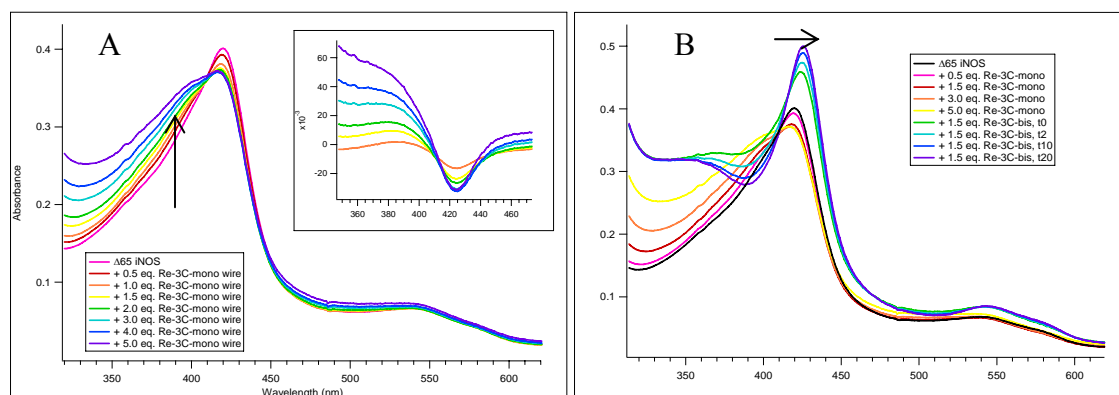 A
0.4
0.3
0.2
0.1
Absorbance
350
400
450
500
550
600
Wavelength (nm)
Δ65 iNOS
+ 0.5 eq. Re-3C-mono wire
+ 1.0 eq. Re-3C-mono wire
+ 1.5 eq. Re-3C-mono wire
+ 2.0 eq. Re-3C-mono wire
+ 3.0 eq. Re-3C-mono wire
+ 4.0 eq. Re-3C-mono wire
+ 5.0 eq. Re-3C-mono wire
60
40
20
0
-20
x10⁻³
360
380
400
420
440
460
B
0.5
0.4
0.3
0.2
0.1
350
400
450
500
550
600
Δ65 iNOS
+ 0.5 eq. Re-3C-mono
+ 1.5 eq. Re-3C-mono
+ 3.0 eq. Re-3C-mono
+ 5.0 eq. Re-3C-mono
+ 1.5 eq. Re-3C-bis, t0
+ 1.5 eq. Re-3C-bis, t2
+ 1.5 eq. Re-3C-bis, t10
+ 1.5 eq. Re-3C-bis, t20